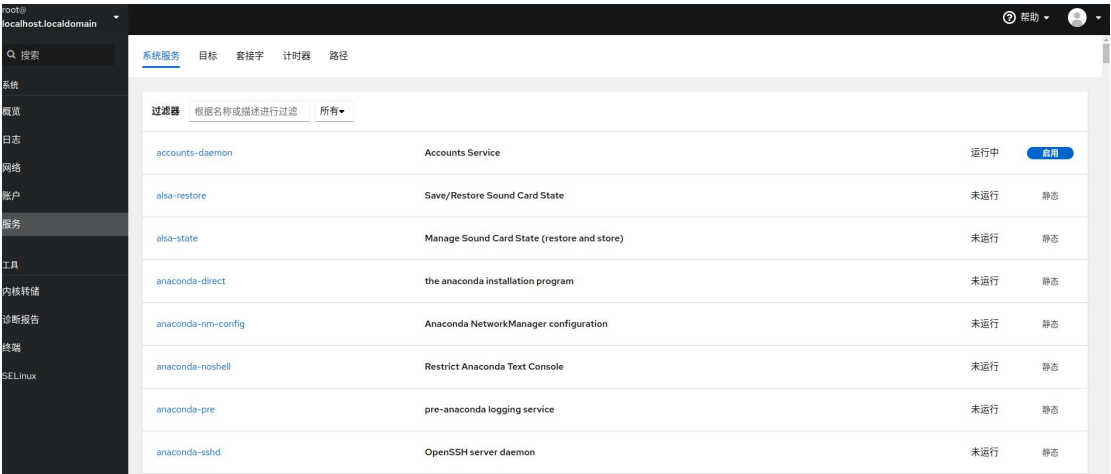 root@
localhost.localdomain
帮助
搜索
系统
概览
日志
网络
账户
服务
工具
内核转储
诊断报告
终端
SELinux
系统服务 目标 套接字 计时器 路径
过滤器 根据名称或描述进行过滤 所有
accounts-daemon Accounts Service 运行中 启用
alsa-restore Save/Restore Sound Card State 未运行 静态
alsa-state Manage Sound Card State (restore and store) 未运行 静态
anaconda-direct the anaconda installation program 未运行 静态
anaconda-nm-config Anaconda NetworkManager configuration 未运行 静态
anaconda-noshell Restrict Anaconda Text Console 未运行 静态
anaconda-pre pre-anaconda logging service 未运行 静态
anaconda-sshd OpenSSH server daemon 未运行 静态